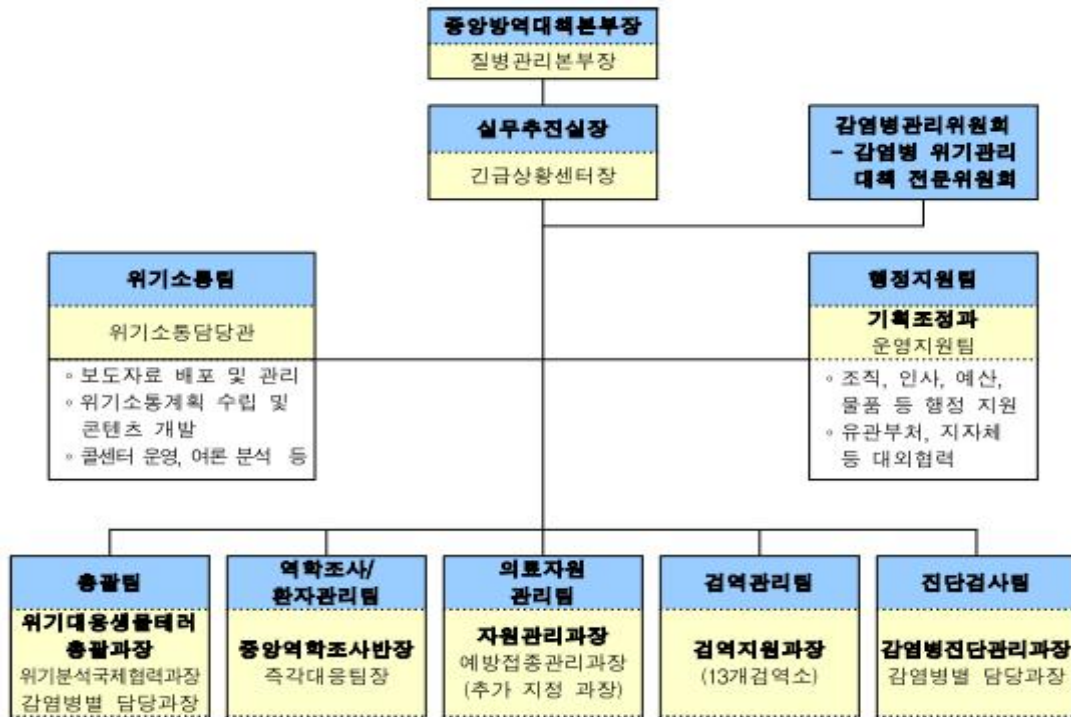 중앙방역대책본부장
질병관리본부장
실무추진실장
긴급상황센터장
감염병관리위원회
- 감염병 위기관리
대책 전문위원회
위기소통팀
위기소통담당관
◦ 보도자료 배포 및 관리
◦ 위기소통계획 수립 및
콘텐츠 개발
◦ 콜센터 운영, 여론 분석 등
행정지원팀
기획조정과
운영지원팀
◦ 조직, 인사, 예산,
물품 등 행정 지원
◦ 유관부처, 지자체
등 대외협력
총괄팀
위기대응생물테러
총괄과장
위기분석국제협력과장
감염병별 담당과장
역학조사/
환자관리팀
중앙역학조사반장
즉각대응팀장
의료자원
관리팀
자원관리과장
예방접종관리과장
(추가 지정 과장)
검역관리팀
검역지원과장
(13개검역소)
진단검사팀
감염병진단관리과장
감염병별 담당과장